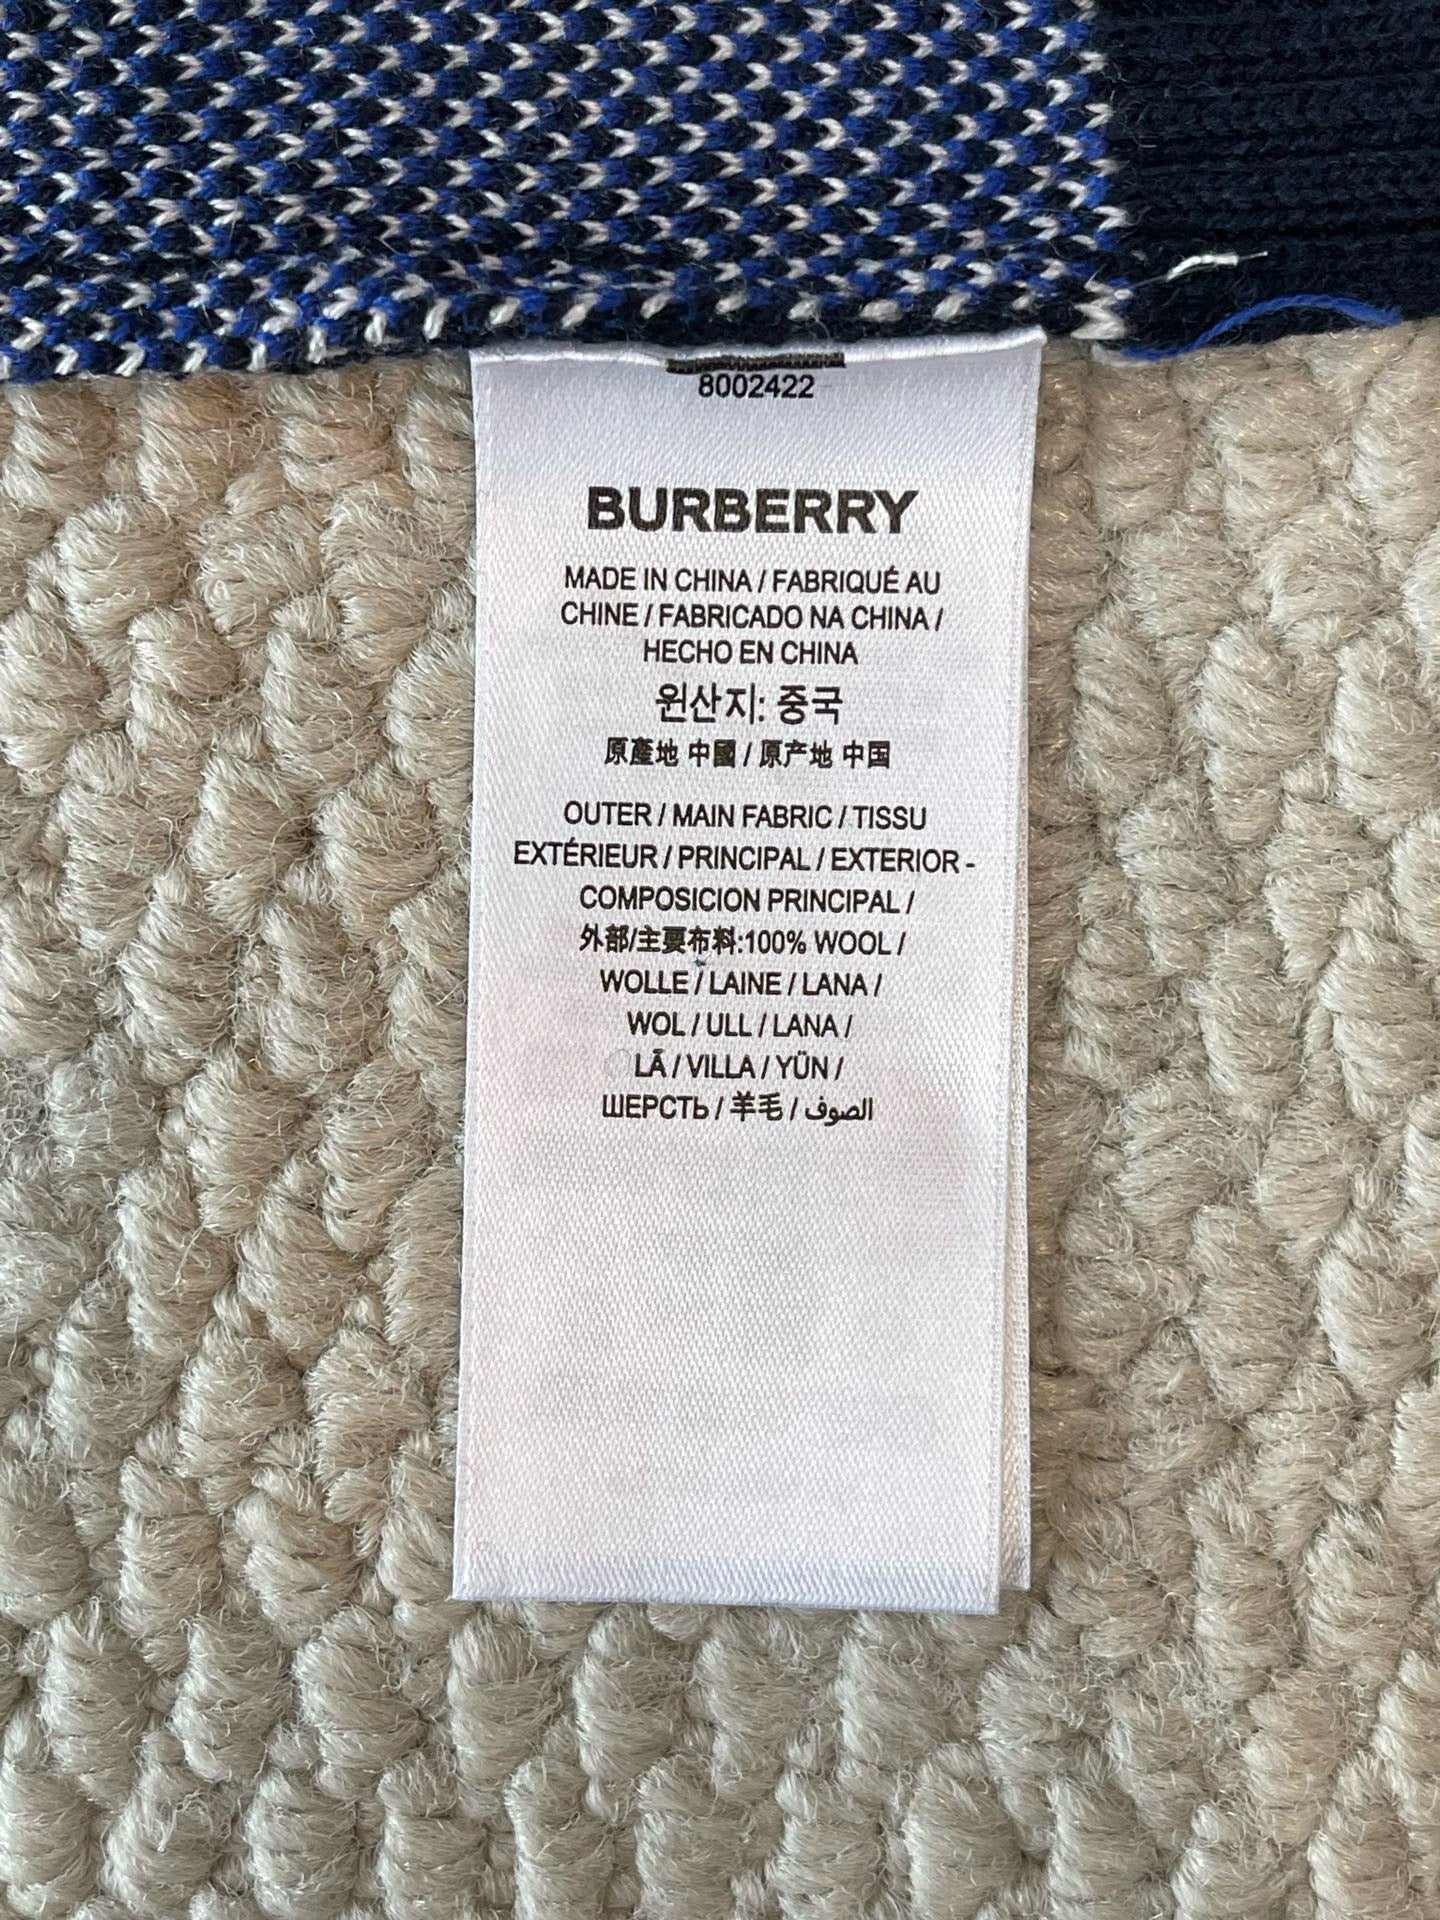 8002422
BURBERRY
MADE IN CHINA / FABRIQUÉ AU
CHINE / FABRICADO NA CHINA /
HECHO EN CHINA
원산지: 중국
原產地 中國 / 原产地 中国
OUTER / MAIN FABRIC / TISSU
EXTÉRIEUR / PRINCIPAL / EXTERIOR -
COMPOSICION PRINCIPAL /
外部/主要布料:100% WOOL /
WOLLE / LAINE / LANA /
WOL / ULL / LANA /
LÃ / VILLA / YÜN /
ШЕРСТЬ / 羊毛 / الصوف